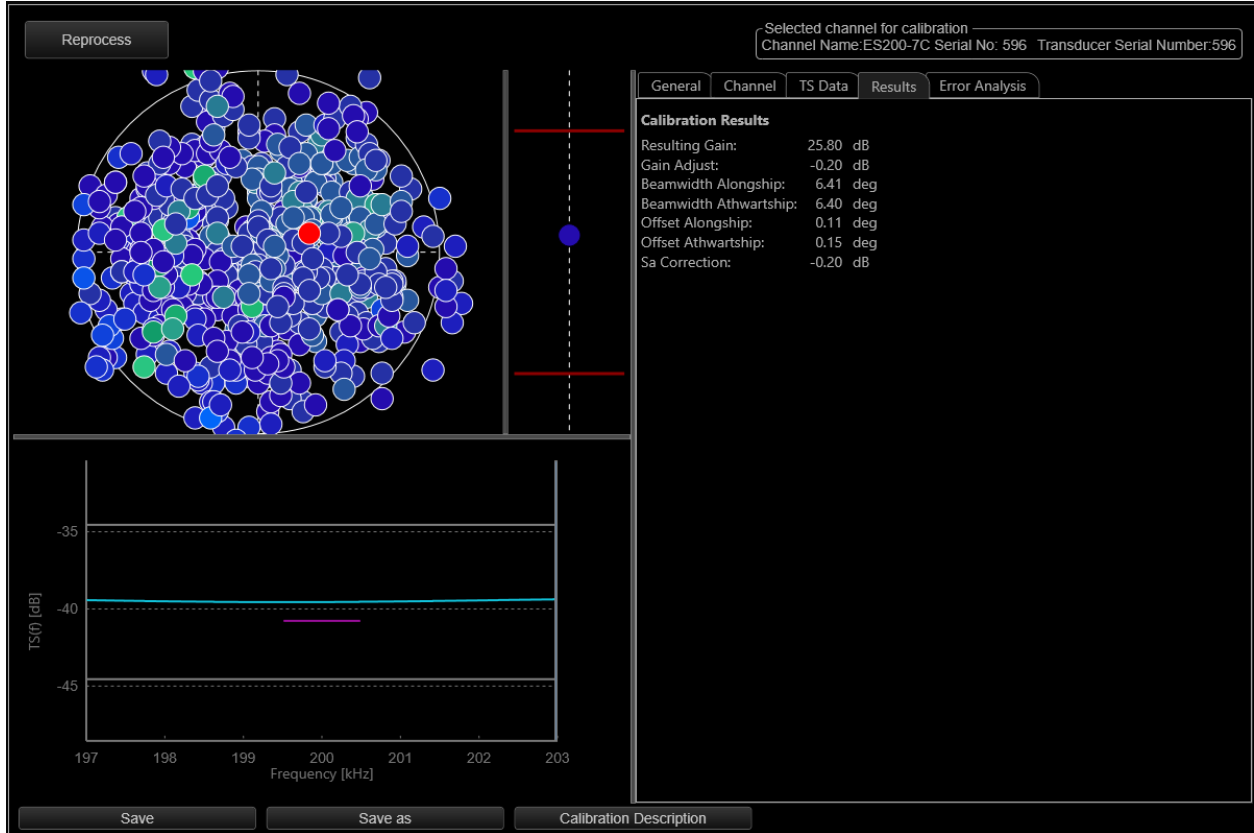 Reprocess
Selected channel for calibration
Channel Name:ES200-7C Serial No: 596 Transducer Serial Number:596
General Channel TS Data Results Error Analysis
Calibration Results
Resulting Gain: 25.80 dB
Gain Adjust: -0.20 dB
Beamwidth Alongship: 6.41 deg
Beamwidth Athwartship: 6.40 deg
Offset Alongship: 0.11 deg
Offset Athwartship: 0.15 deg
Sa Correction: -0.20 dB
-35
-40
-45
TS(f) [dB]
197 198 199 200 201 202 203
Frequency [kHz]
Save Save as Calibration Description